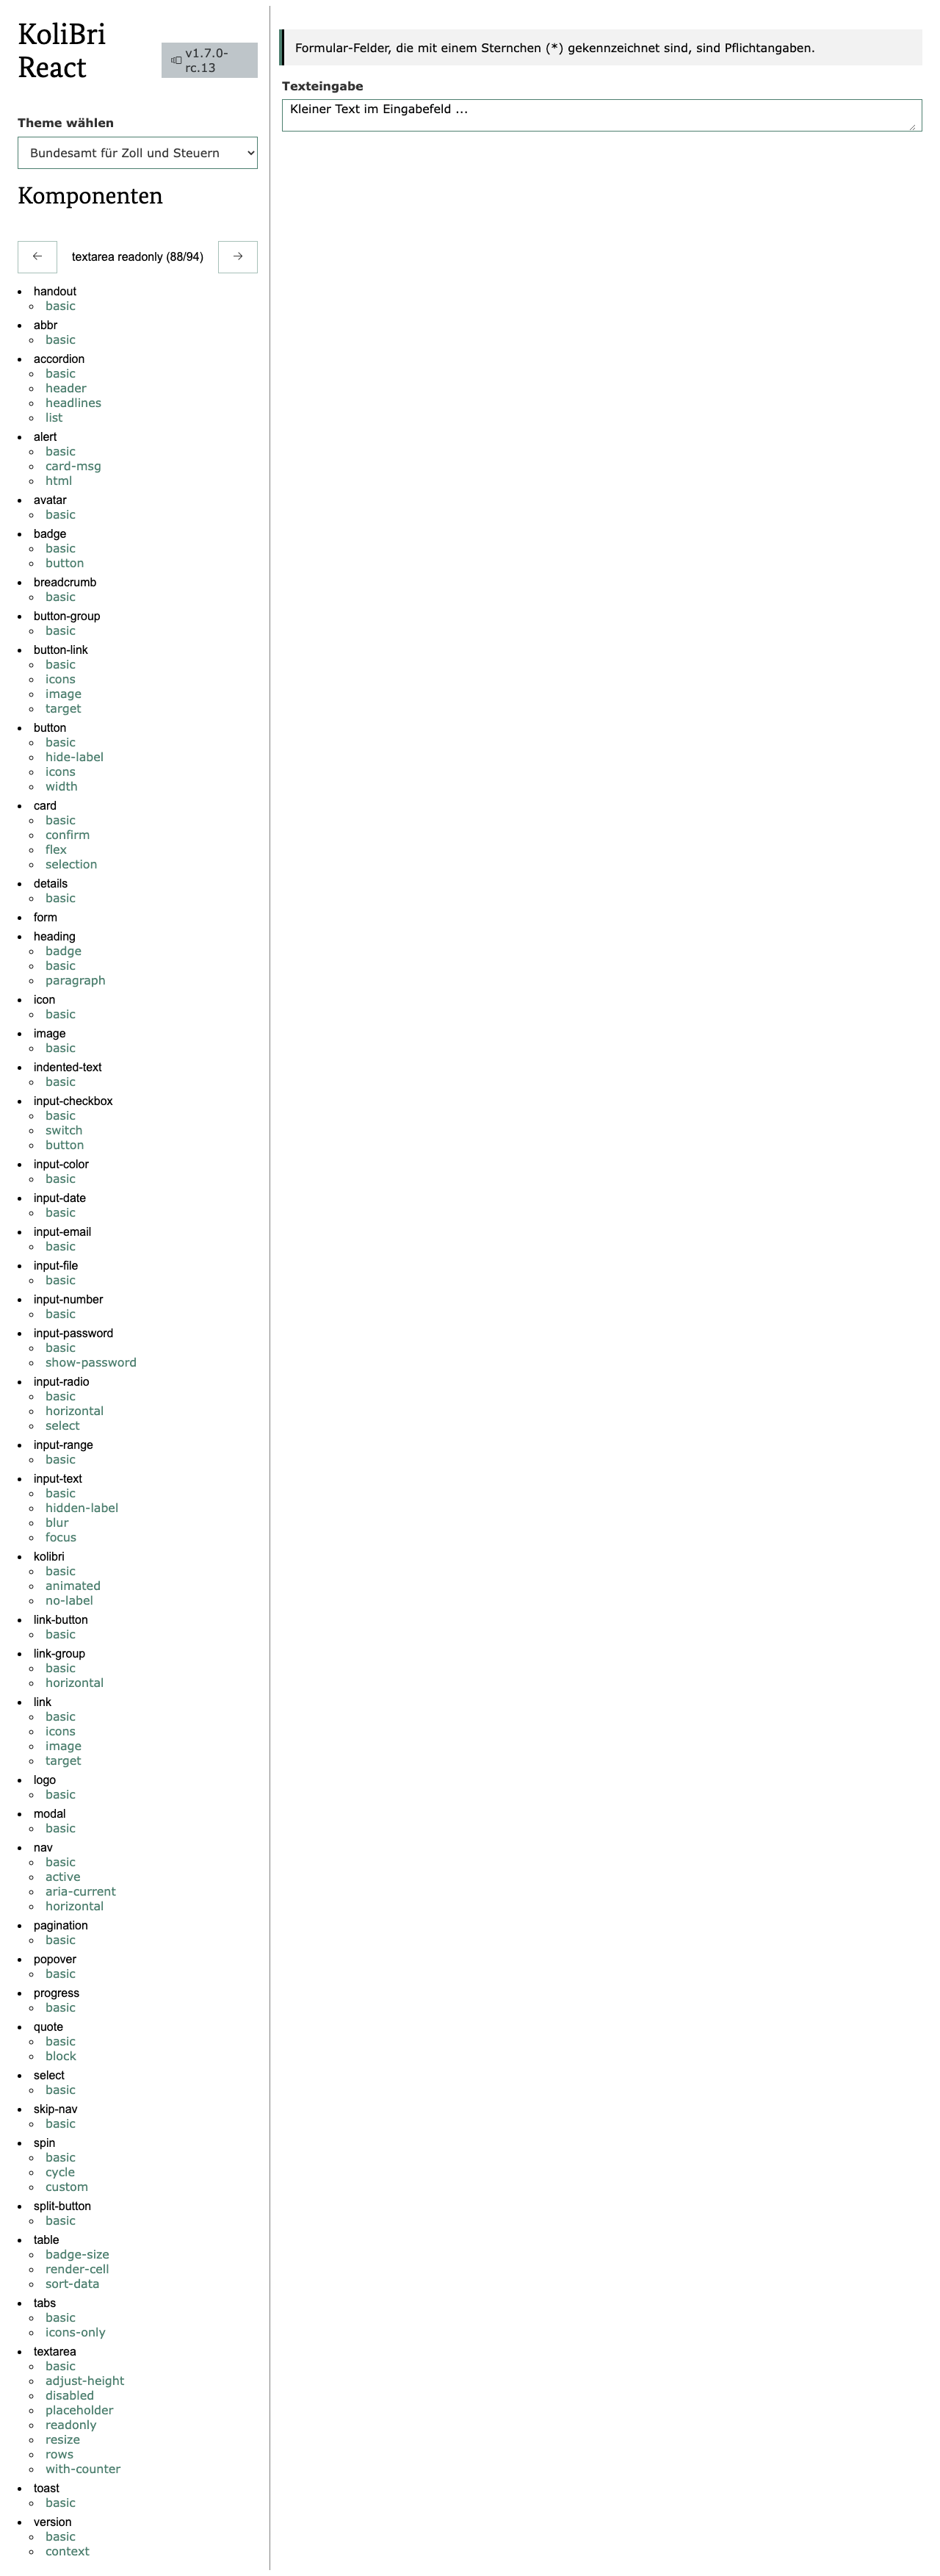 KoliBri
React
v1.7.0-
rc.13
Theme wählen
Bundesamt für Zoll und Steuern
Komponenten
← textarea readonly (88/94) →
handout
basic
abbr
basic
accordion
basic
header
headlines
list
alert
basic
card-msg
html
avatar
basic
badge
basic
button
breadcrumb
basic
button-group
basic
button-link
basic
icons
image
target
button
basic
hide-label
icons
width
card
basic
confirm
flex
selection
details
basic
form
heading
badge
basic
paragraph
icon
basic
image
basic
indented-text
basic
input-checkbox
basic
switch
button
input-color
basic
input-date
basic
input-email
basic
input-file
basic
input-number
basic
input-password
basic
show-password
input-radio
basic
horizontal
select
input-range
basic
input-text
basic
hidden-label
blur
focus
kolibri
basic
animated
no-label
link-button
basic
link-group
basic
horizontal
link
basic
icons
image
target
logo
basic
modal
basic
nav
basic
active
aria-current
horizontal
pagination
basic
popover
basic
progress
basic
quote
basic
block
select
basic
skip-nav
basic
spin
basic
cycle
custom
split-button
basic
table
badge-size
render-cell
sort-data
tabs
basic
icons-only
textarea
basic
adjust-height
disabled
placeholder
readonly
resize
rows
with-counter
toast
basic
version
basic
context
Formular-Felder, die mit einem Sternchen (*) gekennzeichnet sind, sind Pflichtangaben.
Texteingabe
Kleiner Text im Eingabefeld ...